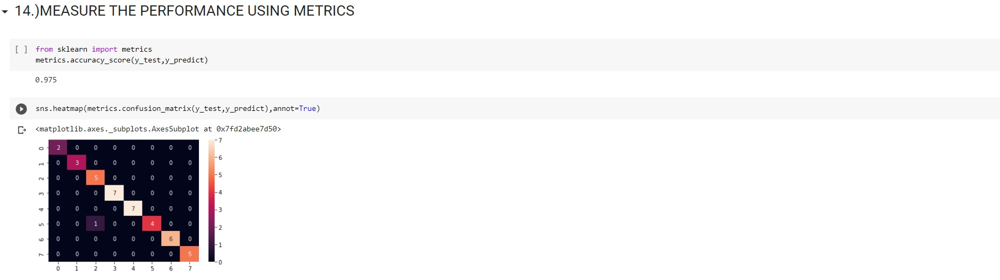 14.)MEASURE THE PERFORMANCE USING METRICS
[ ] from sklearn import metrics
metrics.accuracy_score(y_test,y_predict)
0.975
sns.heatmap(metrics.confusion_matrix(y_test,y_predict),annot=True)
<matplotlib.axes._subplots.AxesSubplot at 0x7fd2abee7d50>
0 2 0 0 0 0 0 0 0
1 0 3 0 0 0 0 0 0
2 0 0 5 0 0 0 0 0
3 0 0 0 7 0 0 0 0
4 0 0 0 0 7 0 0 0
5 0 0 1 0 0 4 0 0
6 0 0 0 0 0 0 6 0
7 0 0 0 0 0 0 0 5
0 1 2 3 4 5 6 7
7
6
5
4
3
2
1
0